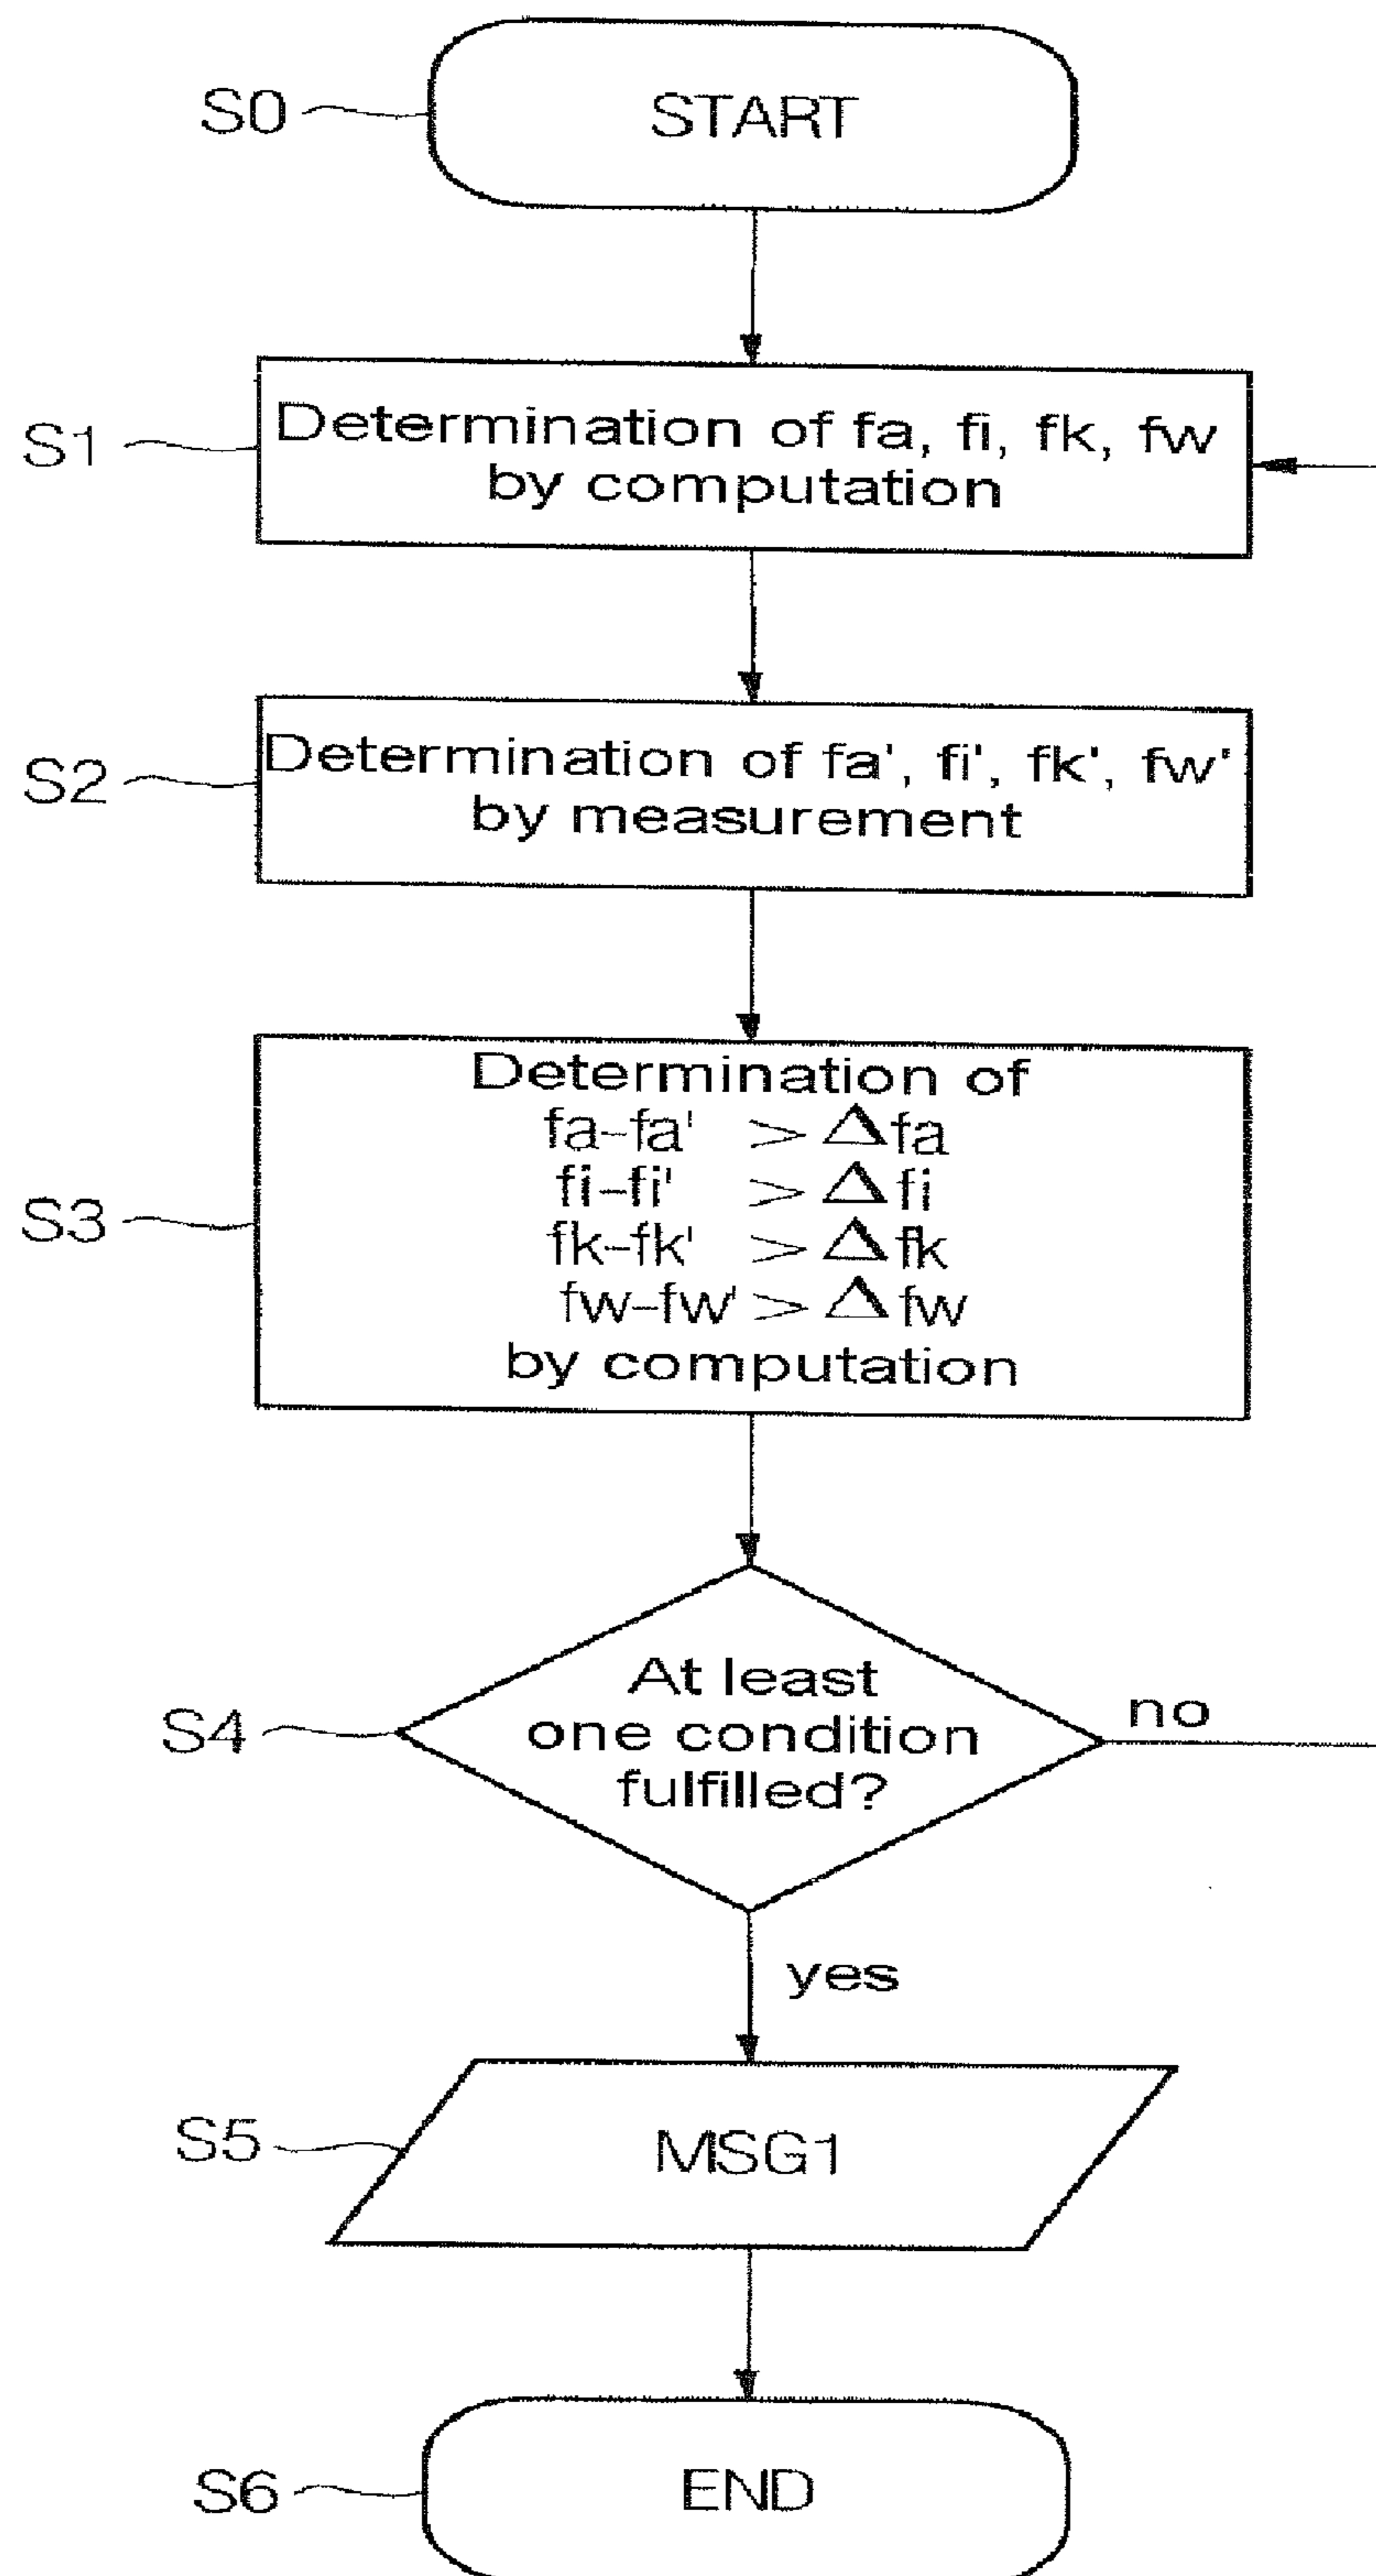 S0
START
S1
Determination of fa, fi, fk, fw
by computation
S2
Determination of fa', fi', fk', fw'
by measurement
S3
Determination of
fa-fa' > Δfa
fi-fi' > Δfi
fk-fk' > Δfk
fw-fw' > Δfw
by computation
S4
At least
one condition
fulfilled?
no
yes
S5
MSG1
S6
END